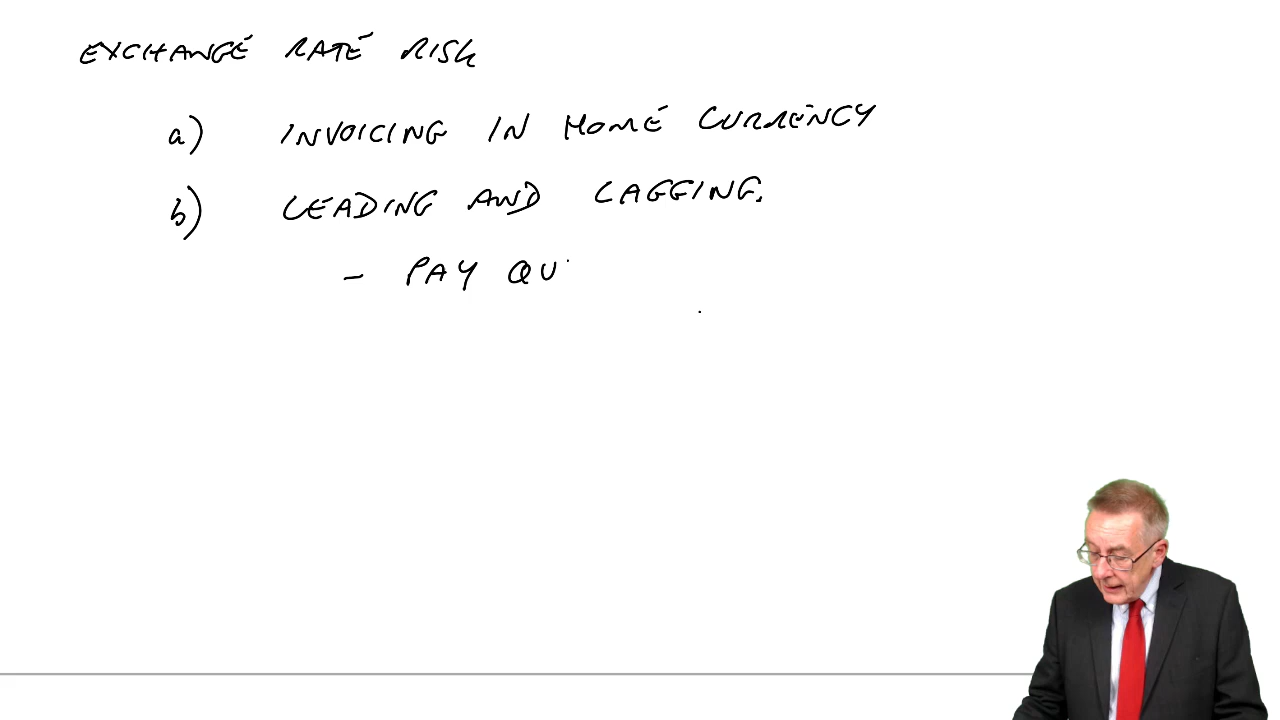 EXCHANGE RATE RISK
a) INVOICING IN HOME CURRENCY
b) LEADING AND LAGGING.
- PAY QU